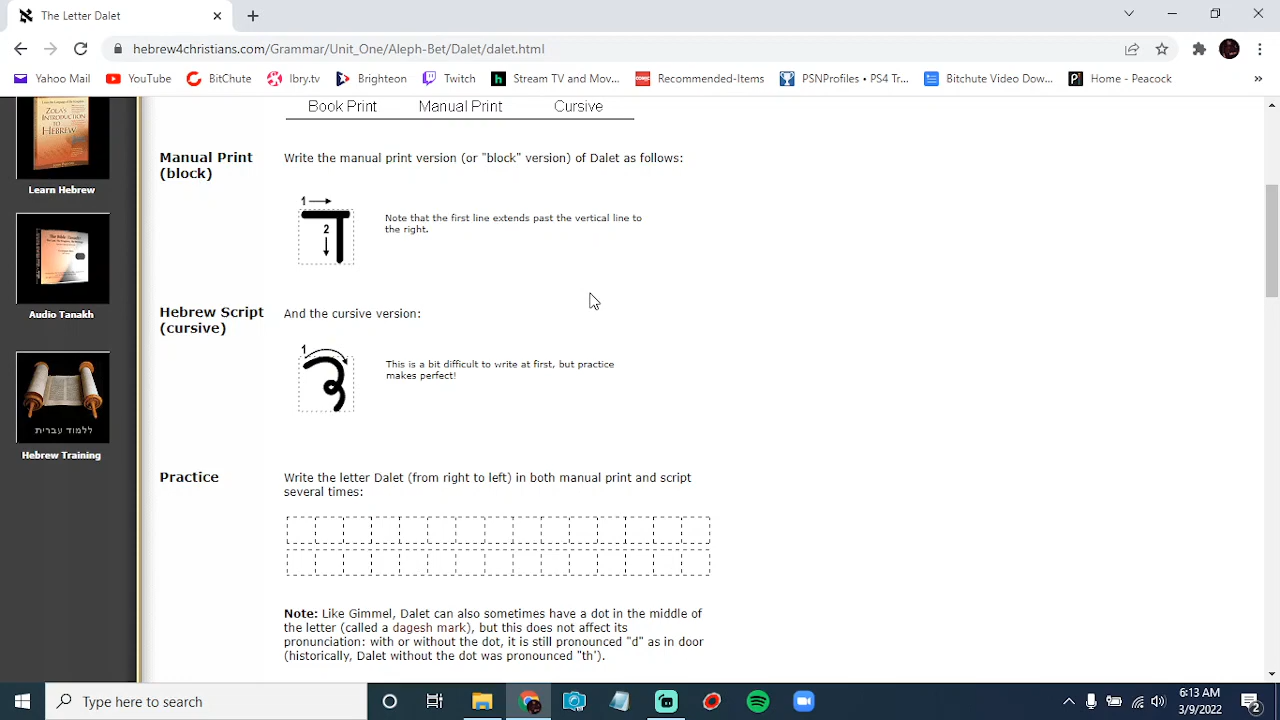 The Letter Dalet
hebrew4christians.com/Grammar/Unit_One/Aleph-Bet/Dalet/dalet.html
Yahoo Mail
YouTube
BitChute
lbry.tv
Brighteon
Twitch
Stream TV and Mov...
Recommended-Items
PSNProfiles • PS4 Tr...
Bitchute Video Dow...
Home - Peacock
»
Book Print Manual Print Cursive
ZOLA'S
INTRODUCTION
TO
HEBREW
Learn Hebrew
Audio Tanakh
ללמוד עברית
Hebrew Training
Manual Print
(block)
Write the manual print version (or "block" version) of Dalet as follows:
1
2
Note that the first line extends past the vertical line to
the right.
Hebrew Script
(cursive)
And the cursive version:
1
This is a bit difficult to write at first, but practice
makes perfect!
Practice
Write the letter Dalet (from right to left) in both manual print and script
several times:
Note: Like Gimmel, Dalet can also sometimes have a dot in the middle of
the letter (called a dagesh mark), but this does not affect its
pronunciation: with or without the dot, it is still pronounced "d" as in door
(historically, Dalet without the dot was pronounced "th').
Type here to search
6:13 AM
3/9/2022
2